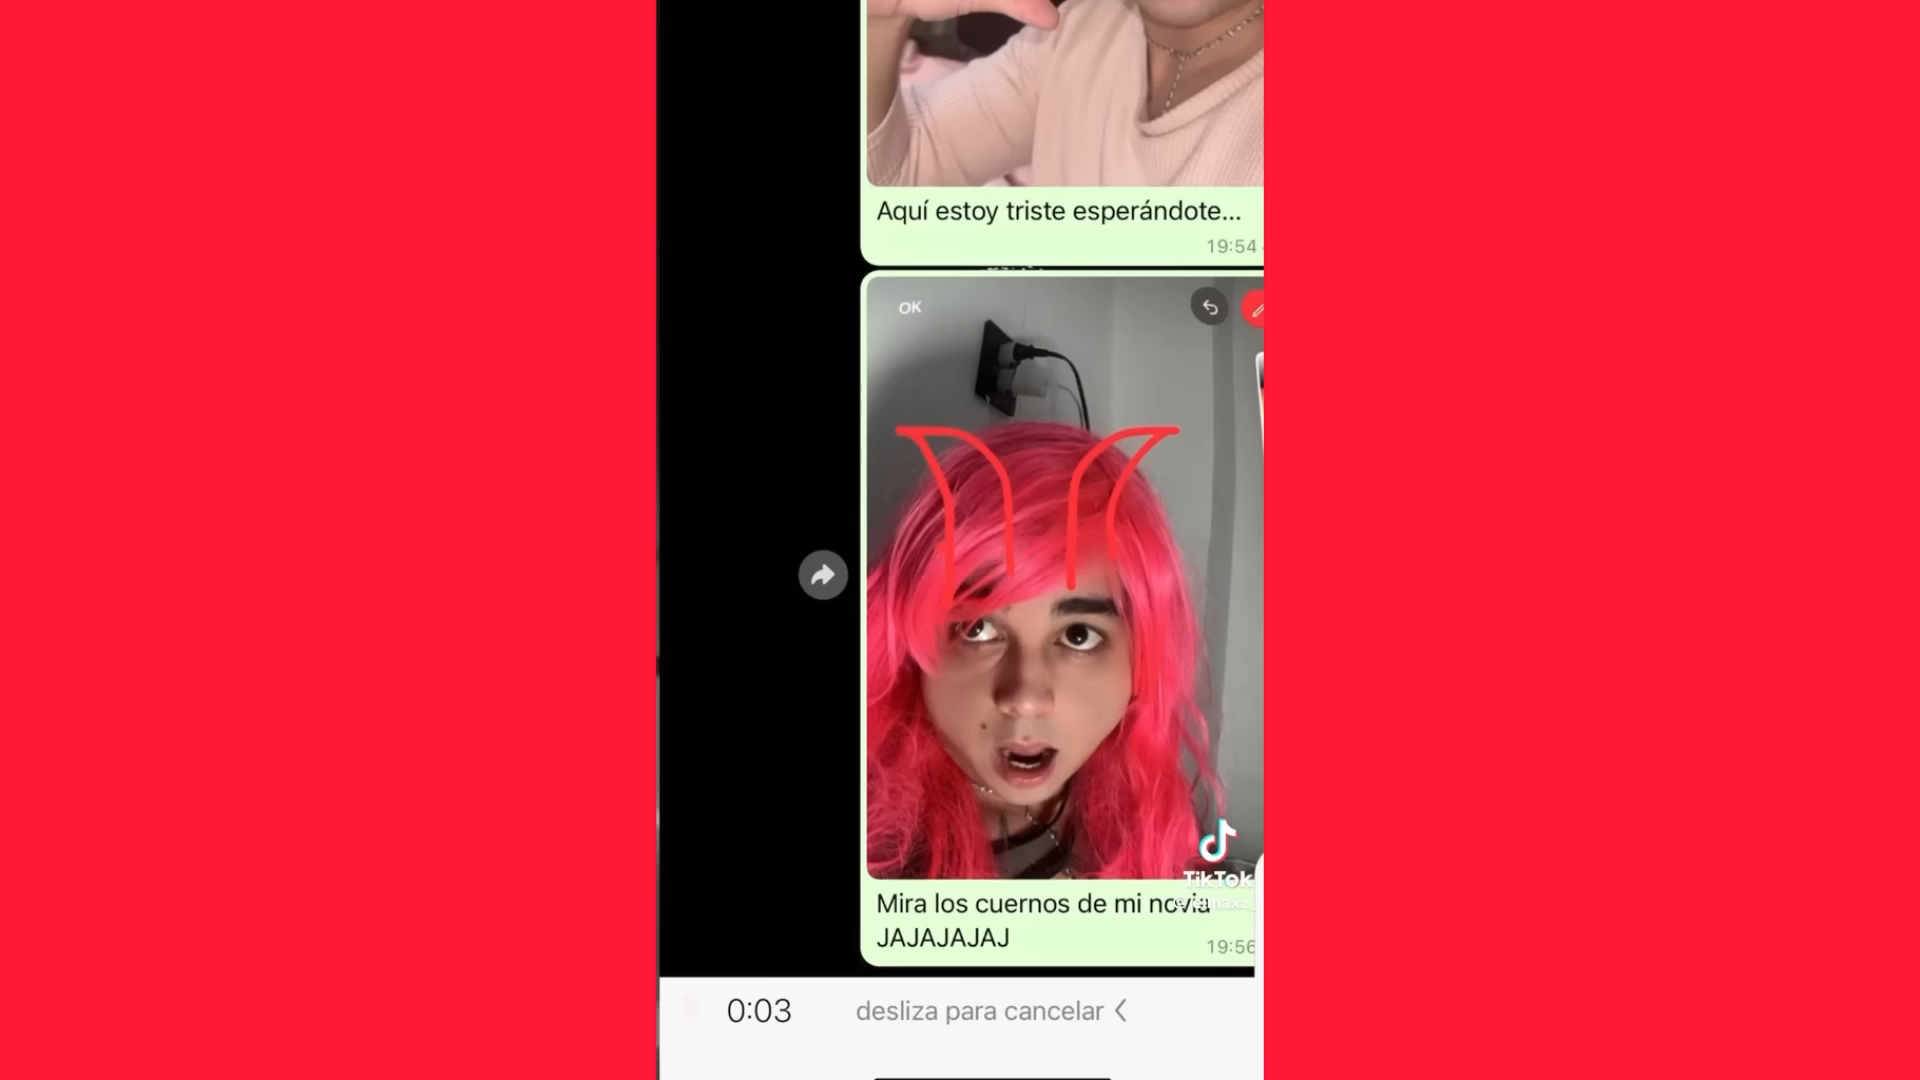 Aquí estoy triste esperándote...
19:54
OK
TikTok
Mira los cuernos de mi novia
JAJAJAJAJ
19:56
0:03 desliza para cancelar